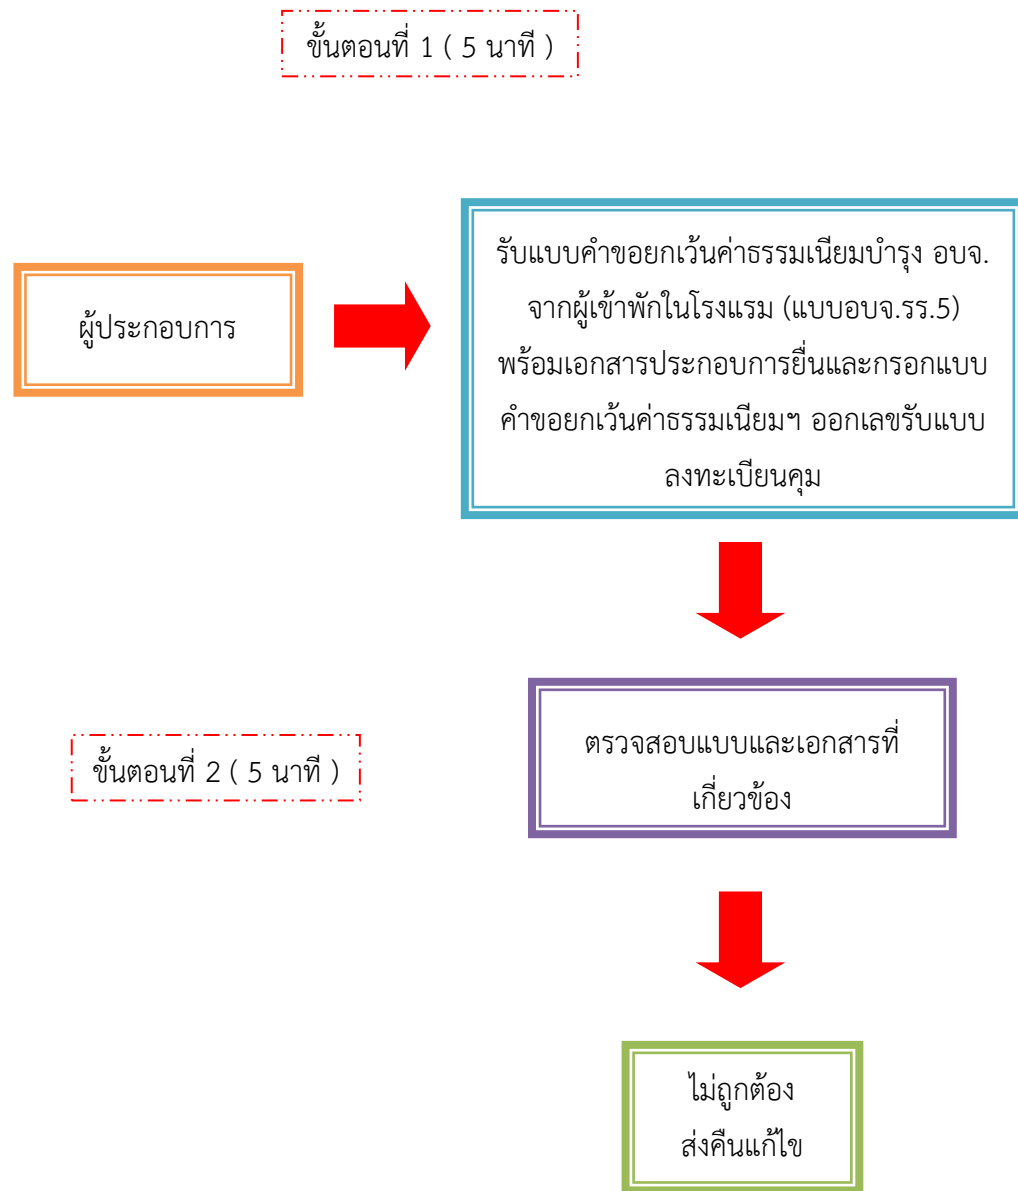 ขั้นตอนที่ 1 ( 5 นาที )
ผู้ประกอบการ
รับแบบคำขอยกเว้นค่าธรรมเนียมบำรุง อบจ.
จากผู้เข้าพักในโรงแรม (แบบอบจ.รร.5)
พร้อมเอกสารประกอบการยื่นและกรอกแบบ
คำขอยกเว้นค่าธรรมเนียมฯ ออกเลขรับแบบ
ลงทะเบียนคุม
ขั้นตอนที่ 2 ( 5 นาที )
ตรวจสอบแบบและเอกสารที่
เกี่ยวข้อง
ไม่ถูกต้อง
ส่งคืนแก้ไข